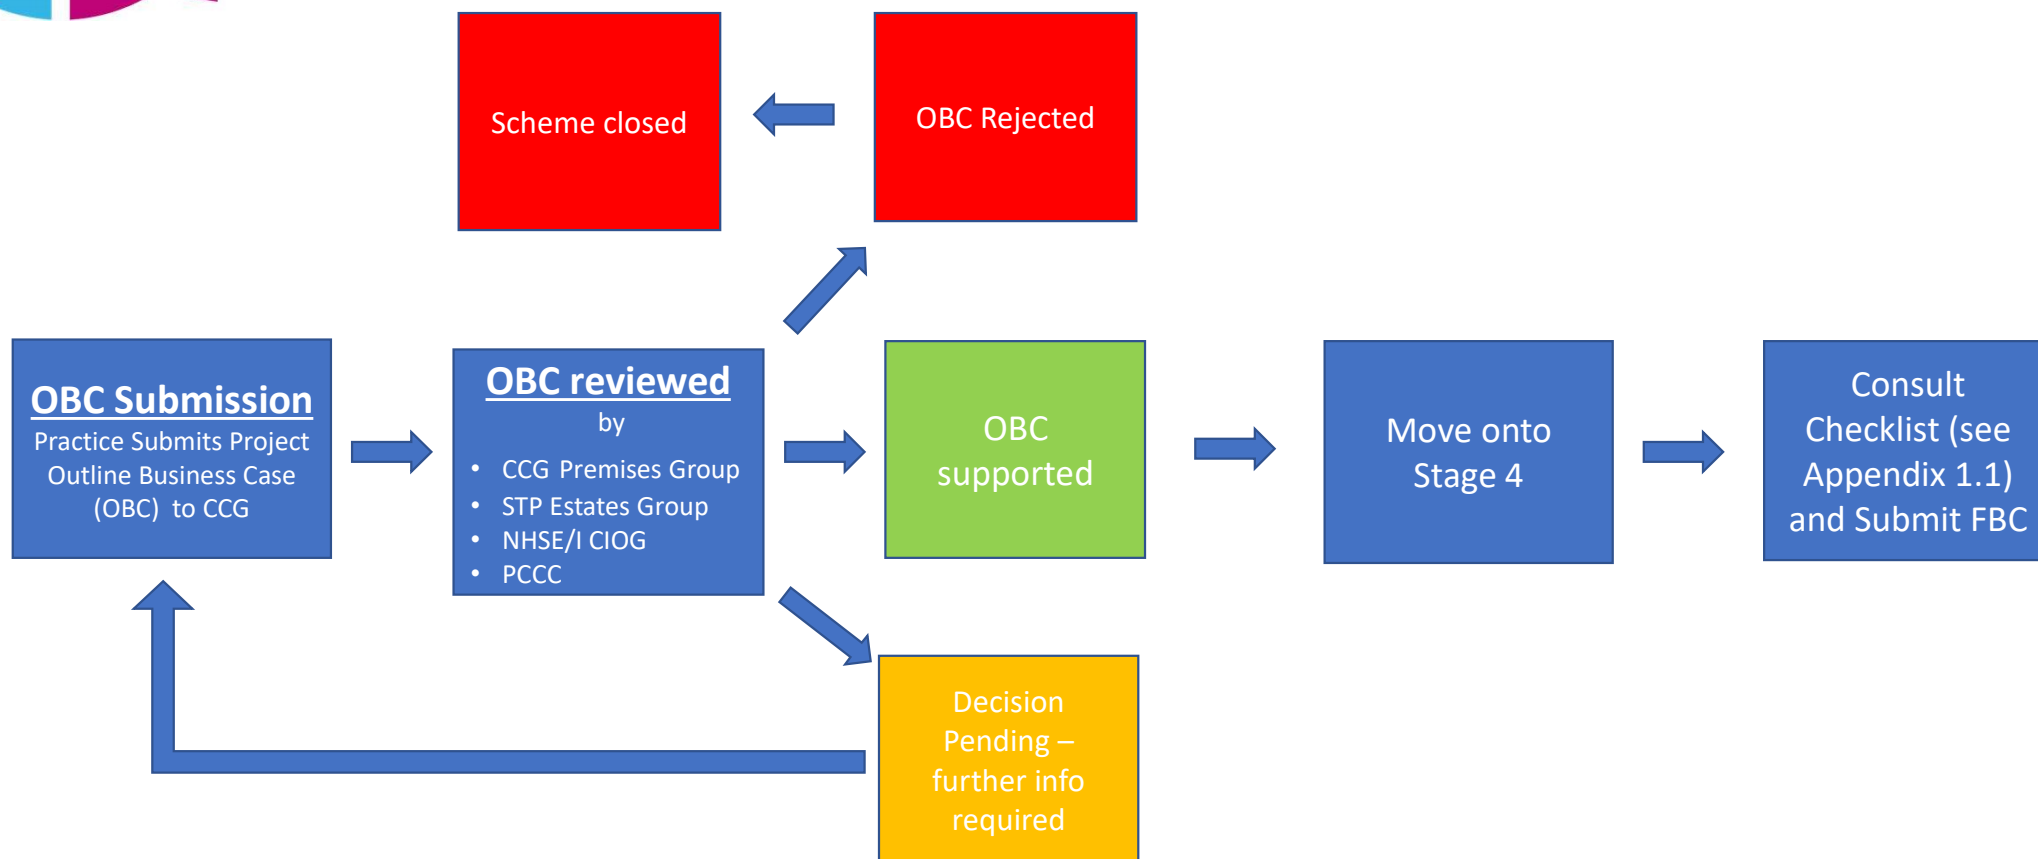 Scheme closed
OBC Rejected
OBC Submission
Practice Submits Project
Outline Business Case
(OBC) to CCG
OBC reviewed
by
• CCG Premises Group
• STP Estates Group
• NHSE/I CIOG
• PCCC
OBC
supported
Move onto
Stage 4
Consult
Checklist (see
Appendix 1.1)
and Submit FBC
Decision
Pending –
further info
required